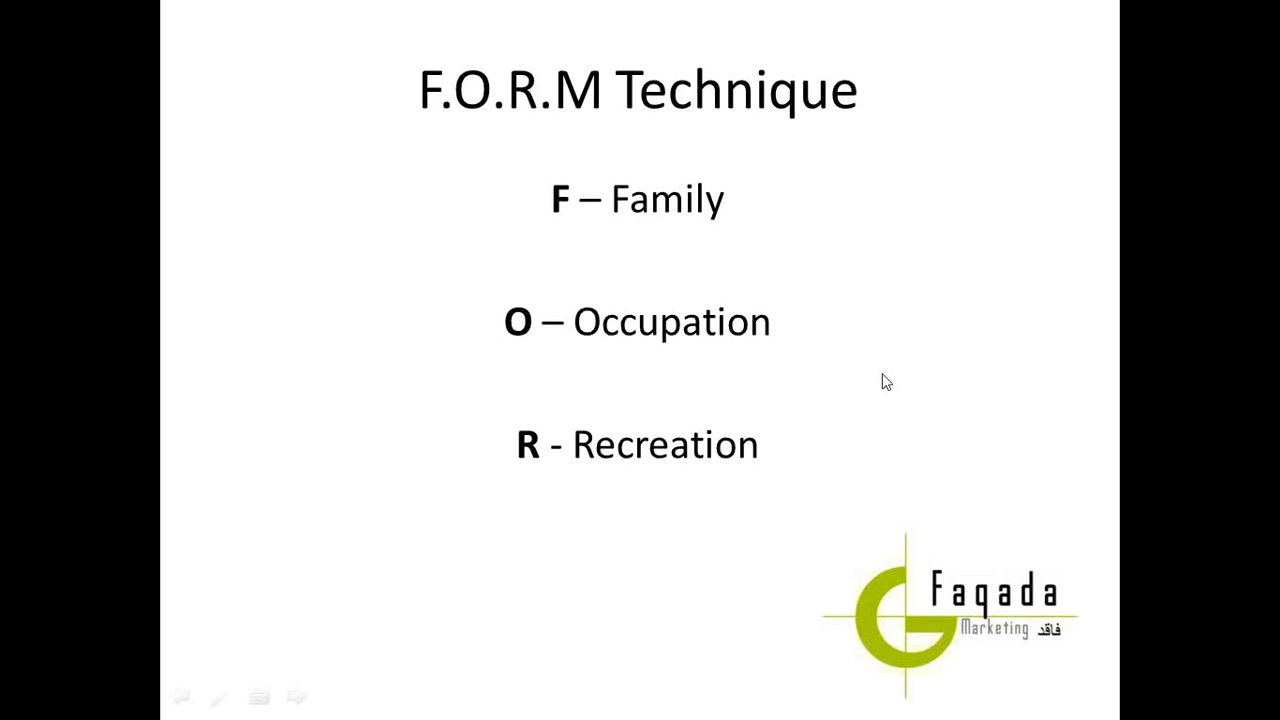 F.O.R.M Technique
F – Family
O – Occupation
R - Recreation
Faqada
Marketing فاقد